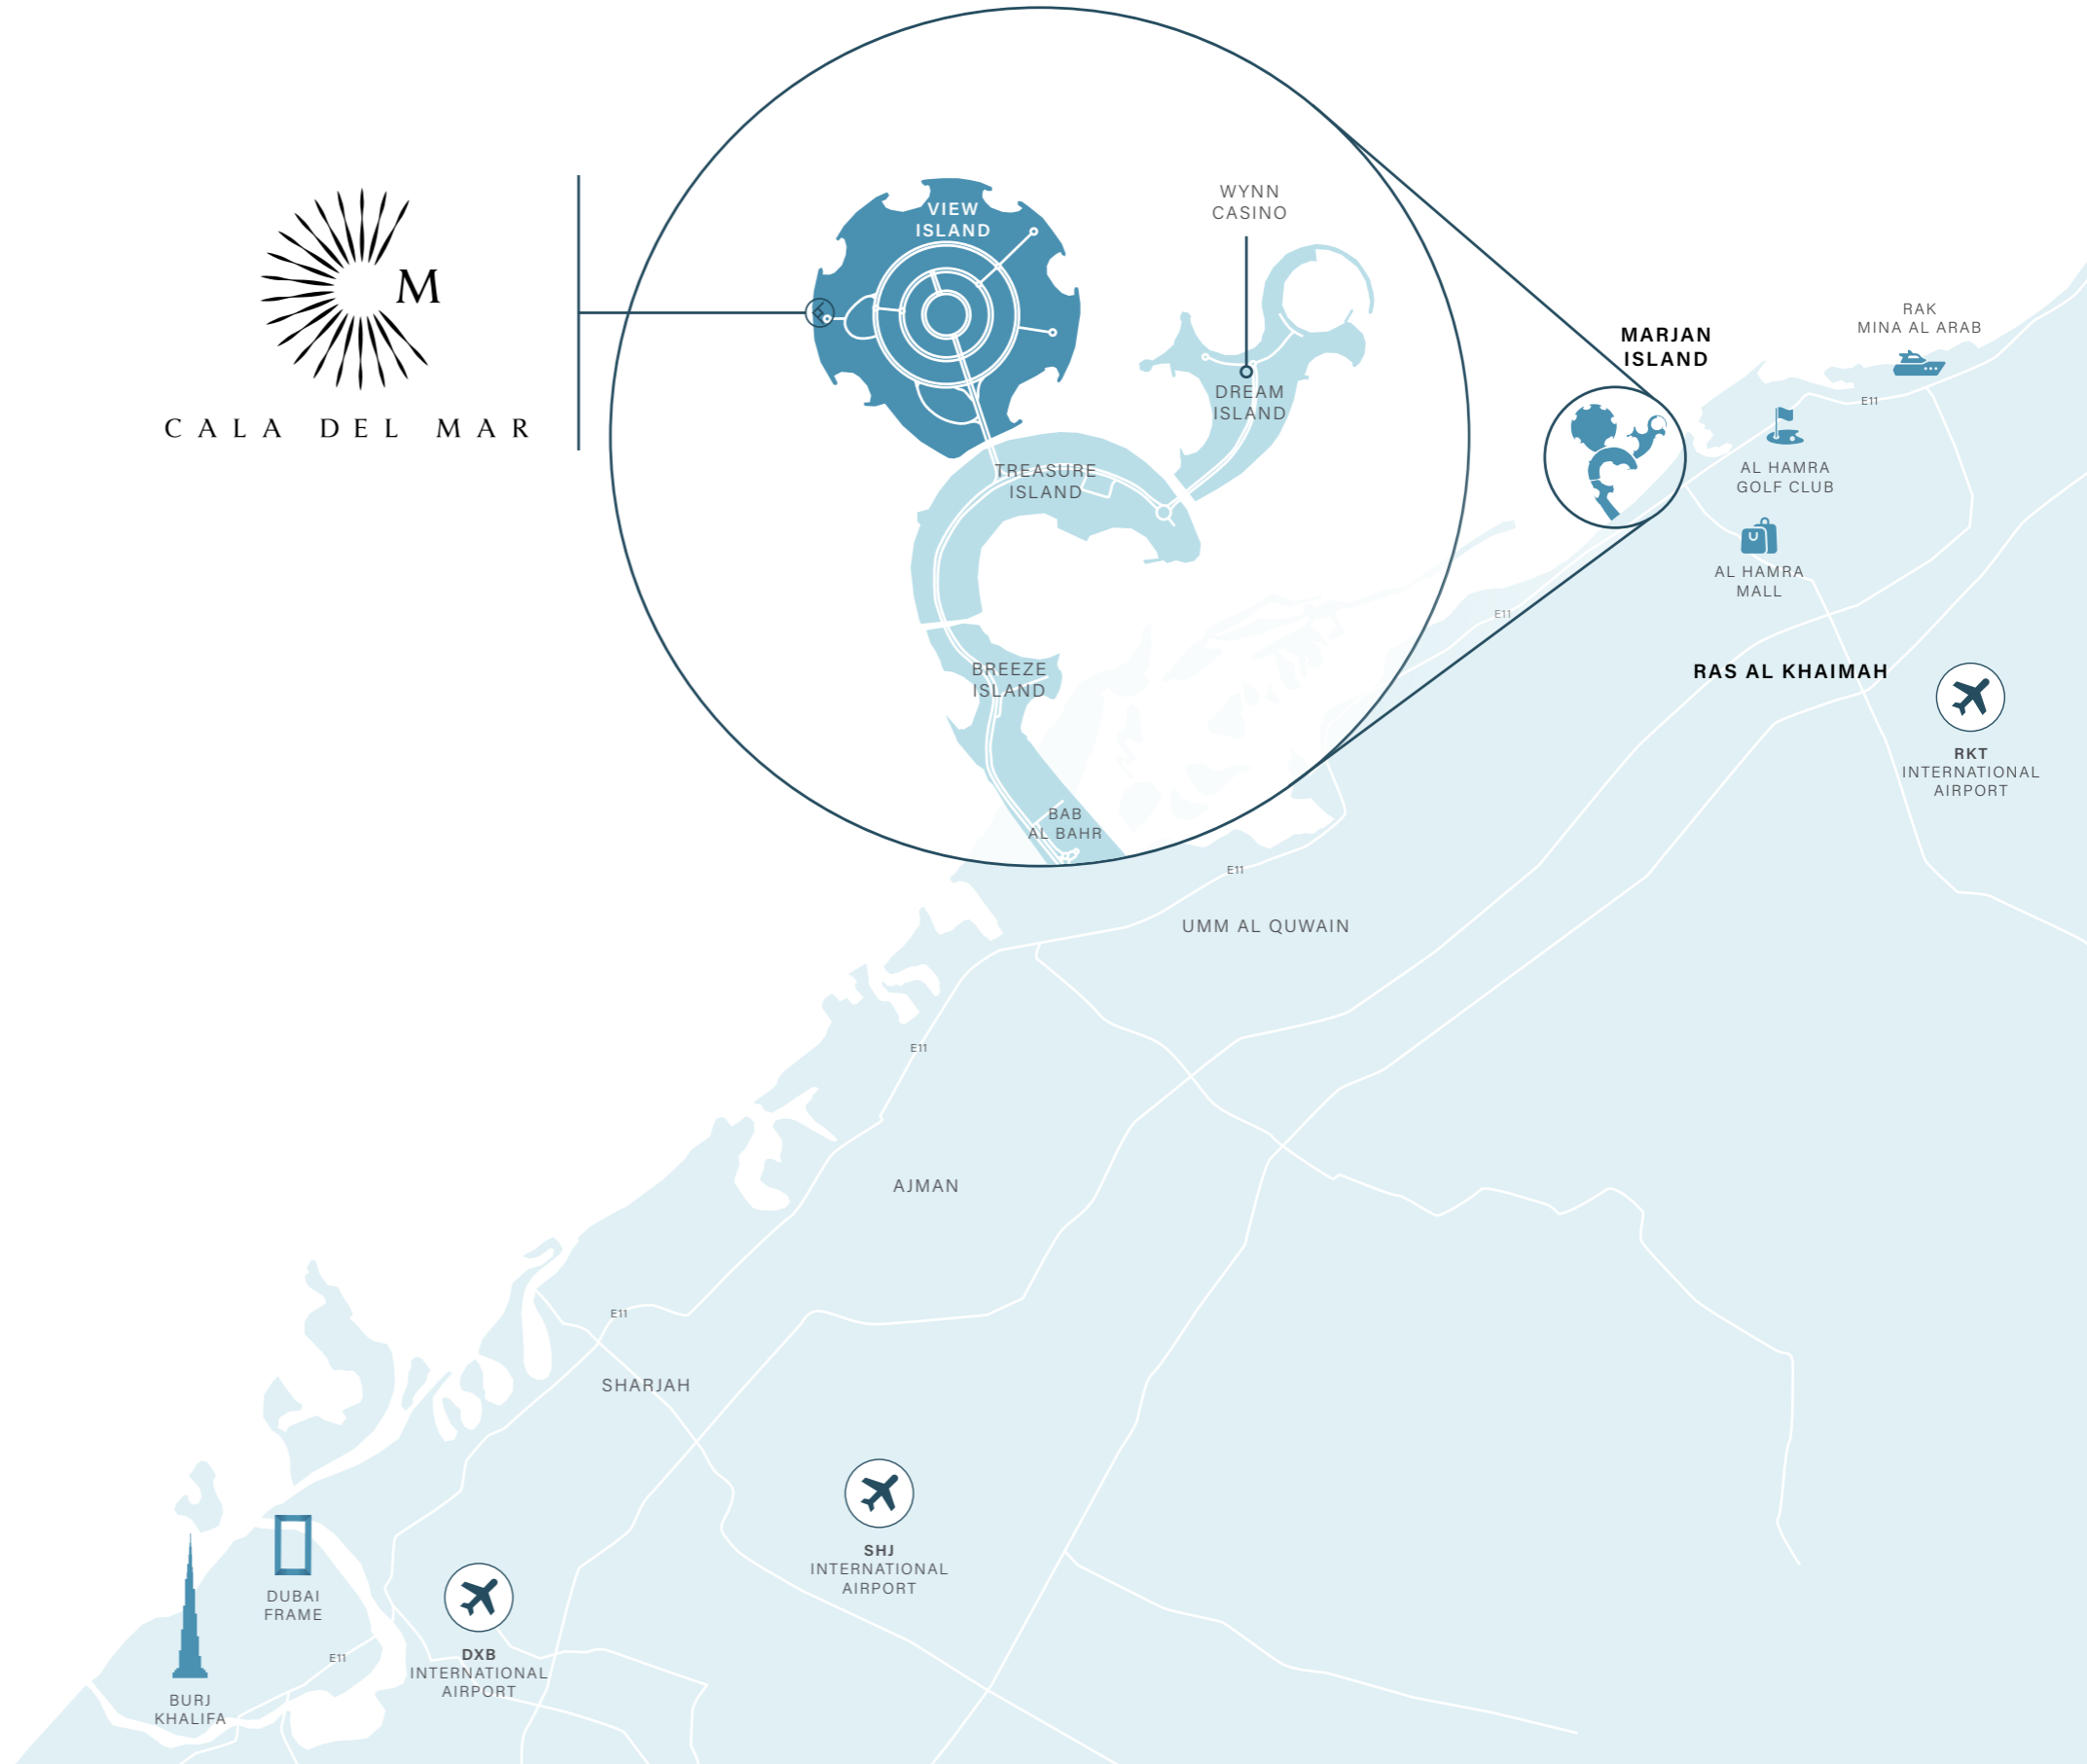 M
CALA DEL MAR
VIEW
ISLAND
WYNN
CASINO
DREAM
ISLAND
TREASURE
ISLAND
BREEZE
ISLAND
BAB
AL BAHR
MARJAN
ISLAND
RAK
MINA AL ARAB
E11
AL HAMRA
GOLF CLUB
AL HAMRA
MALL
E11
RAS AL KHAIMAH
RKT
INTERNATIONAL
AIRPORT
E11
UMM AL QUWAIN
E11
AJMAN
E11
SHARJAH
SHJ
INTERNATIONAL
AIRPORT
DUBAI
FRAME
DXB
INTERNATIONAL
AIRPORT
E11
BURJ
KHALIFA